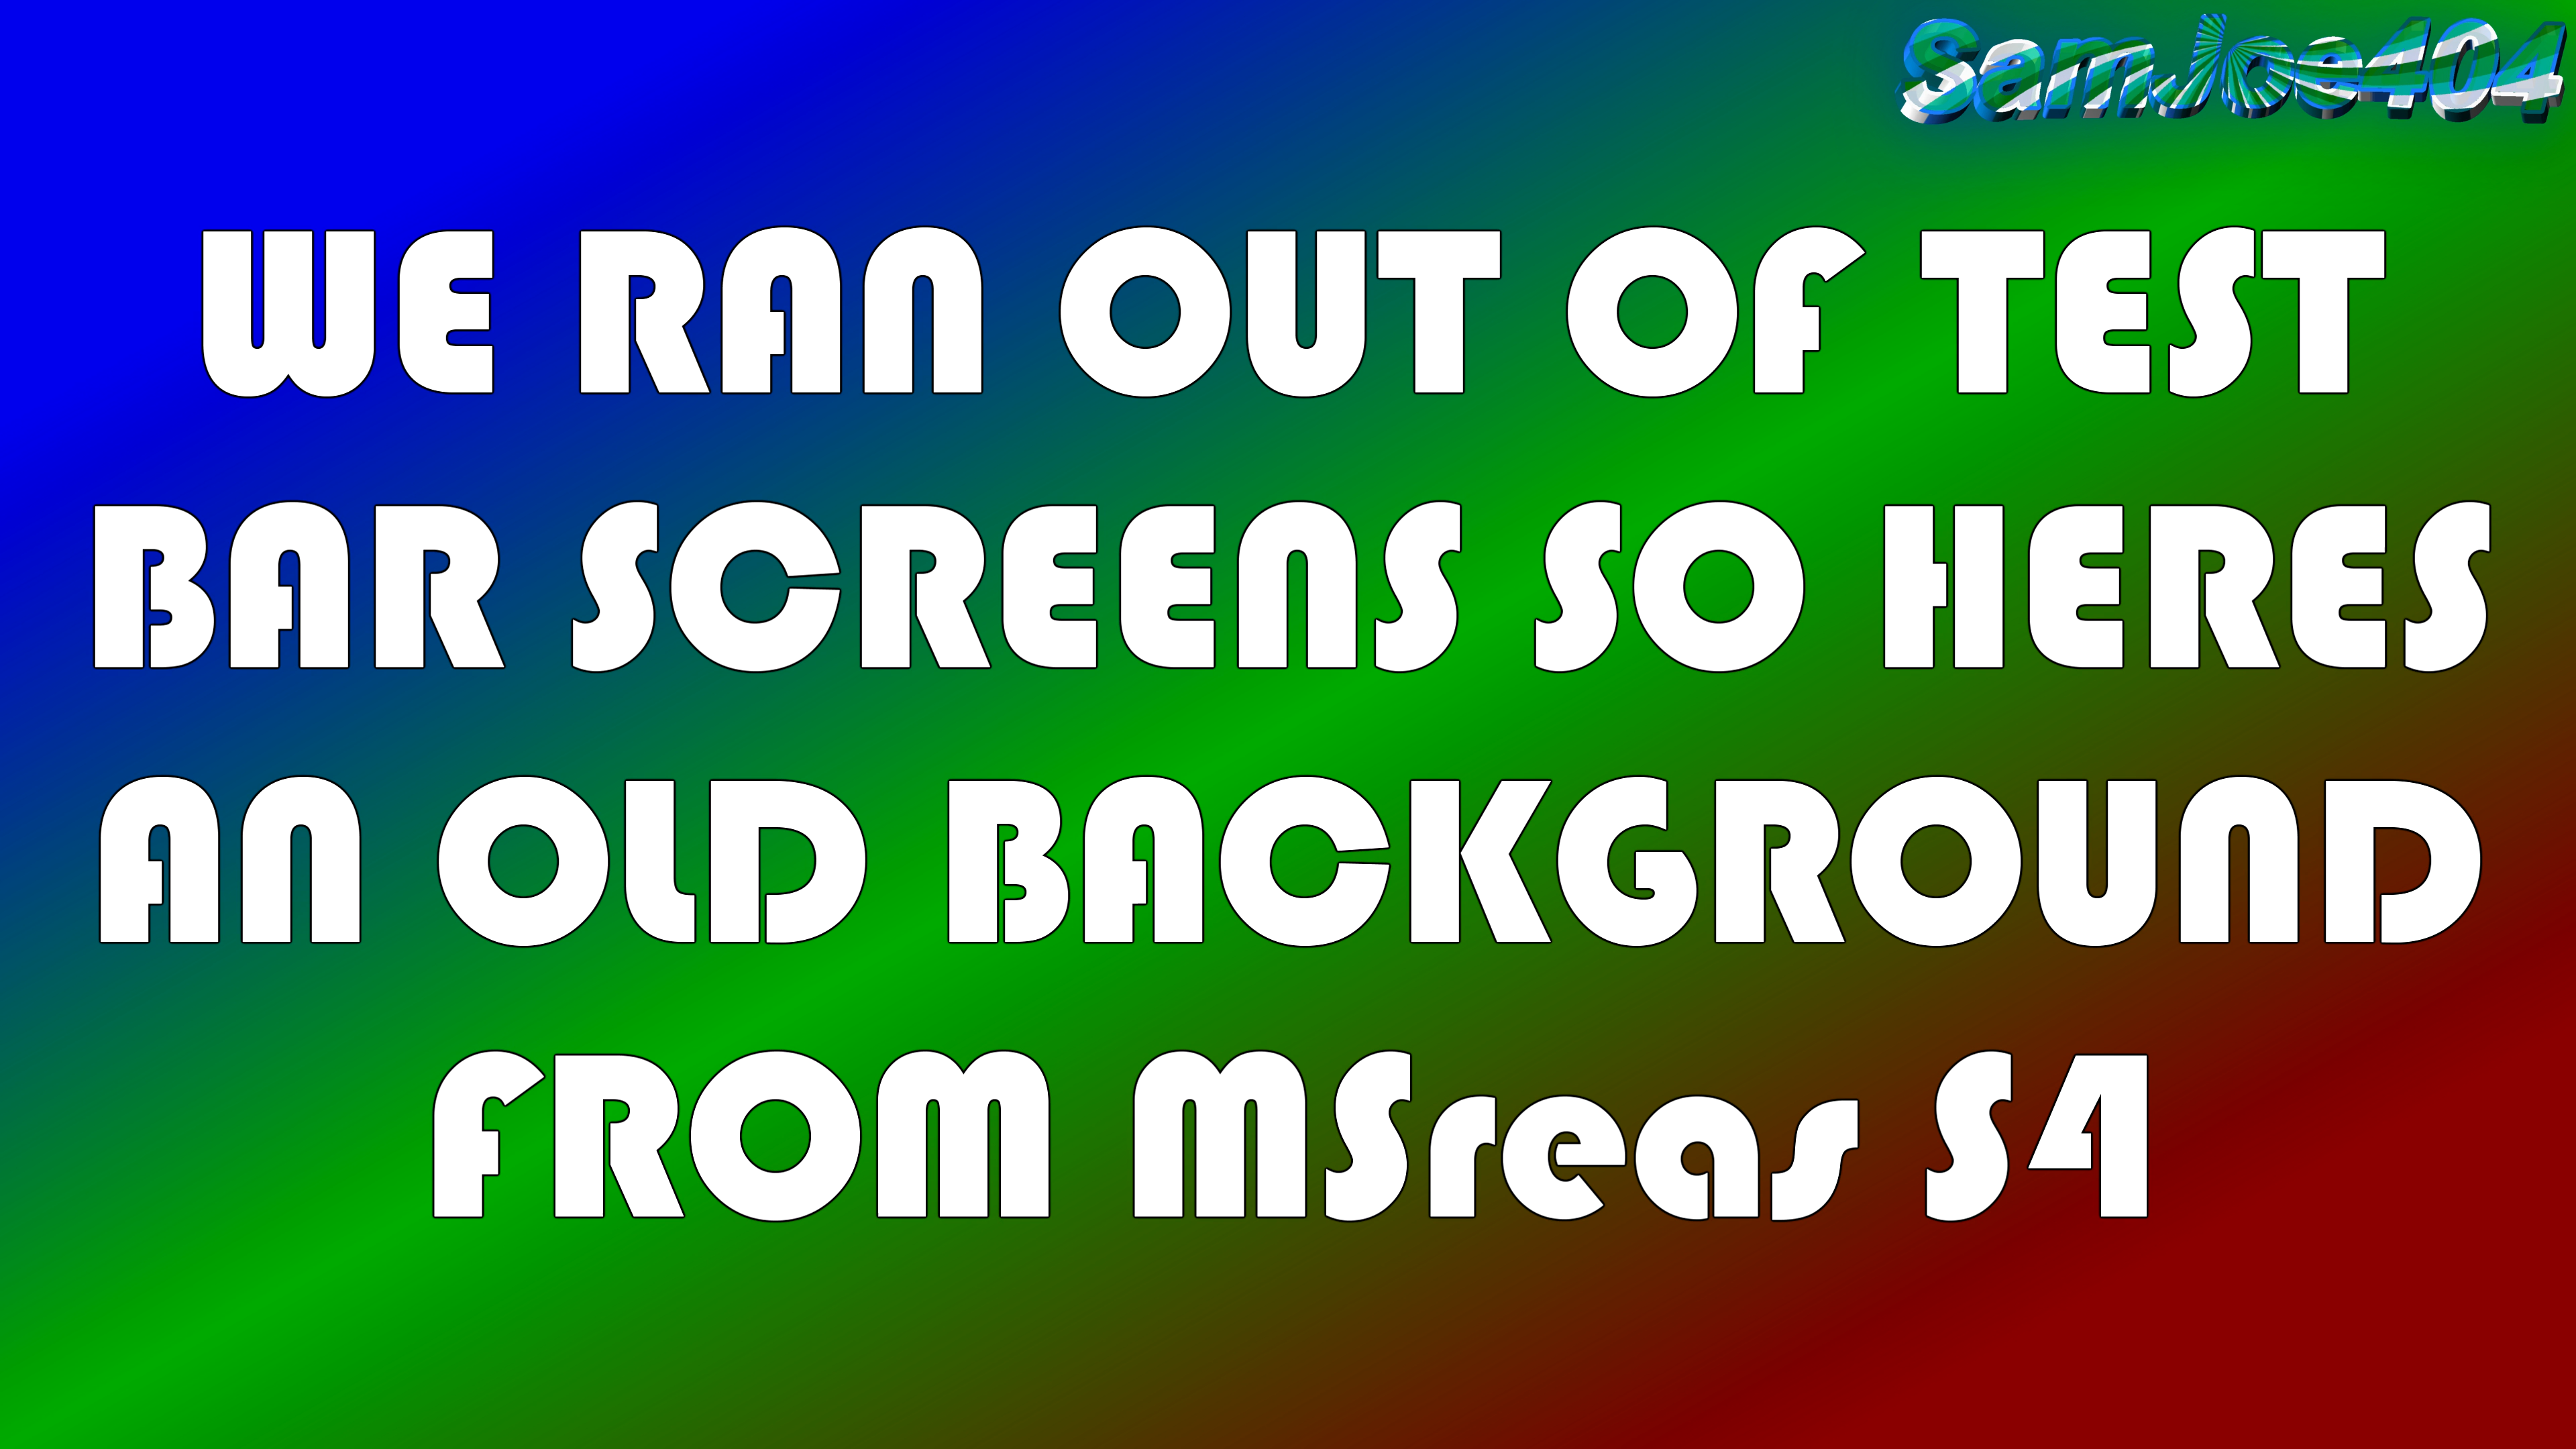 SamJoe404
WE RAN OUT OF TEST
BAR SCREENS SO HERES
AN OLD BACKGROUND
FROM MSreas S4